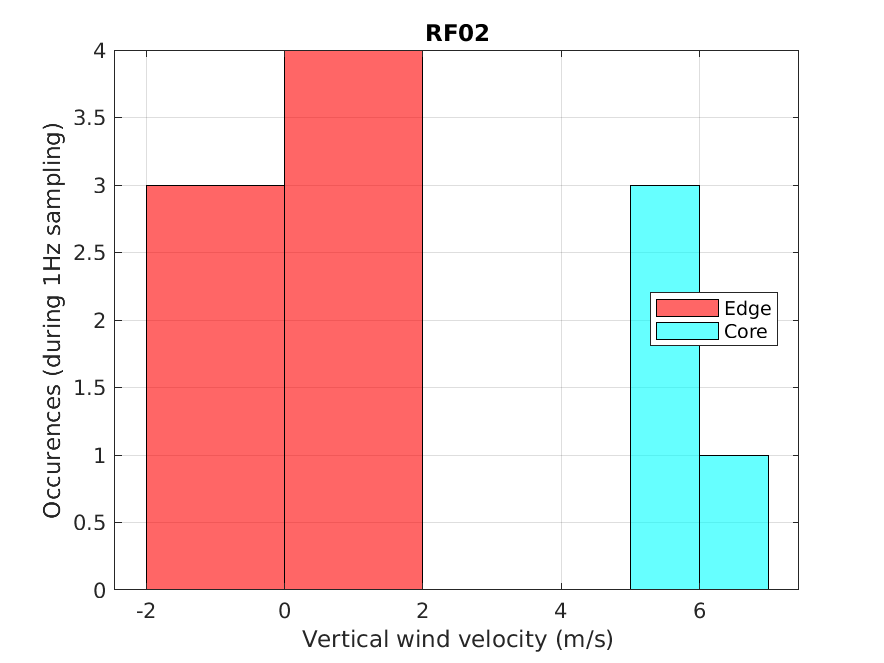 RF02
Occurences (during 1Hz sampling)
4
3.5
3
2.5
2
1.5
1
0.5
0
Edge
Core
-2
0
2
4
6
Vertical wind velocity (m/s)